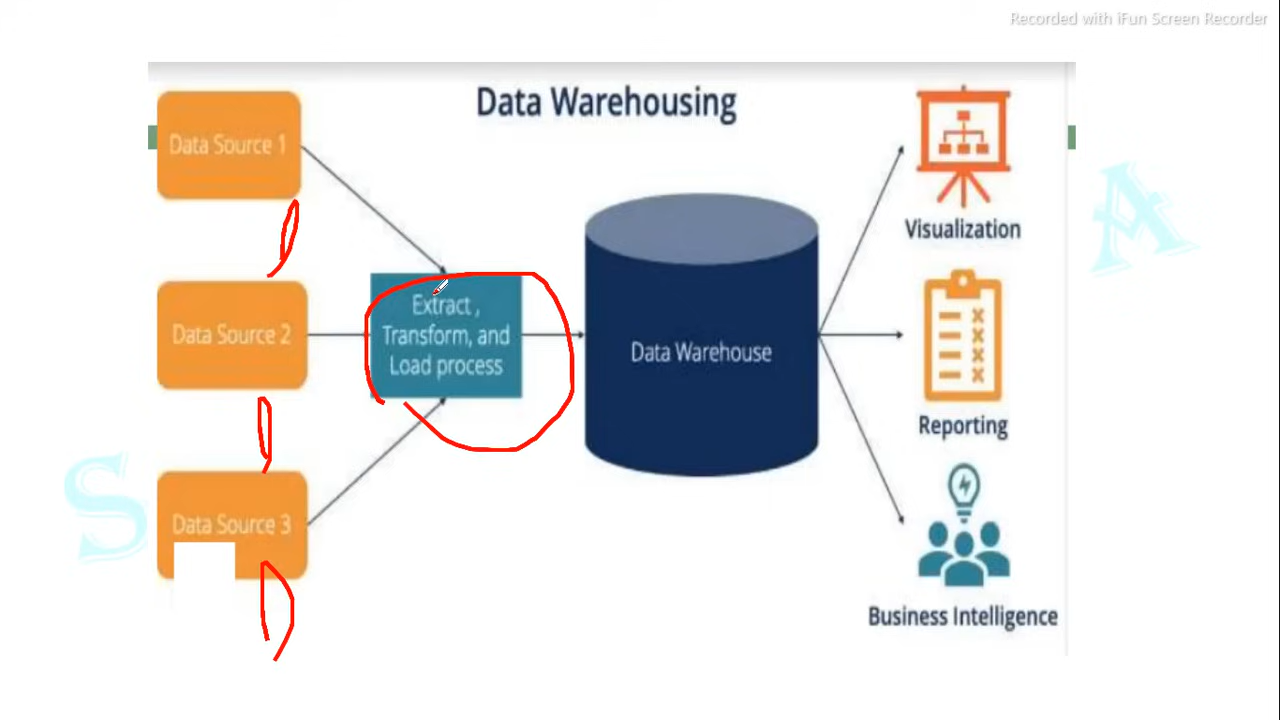 Recorded with iFun Screen Recorder
Data Warehousing
Data Source 1
Data Source 2
Data Source 3
Extract ,
Transform, and
Load process
Data Warehouse
Visualization
Reporting
Business Intelligence
S
A